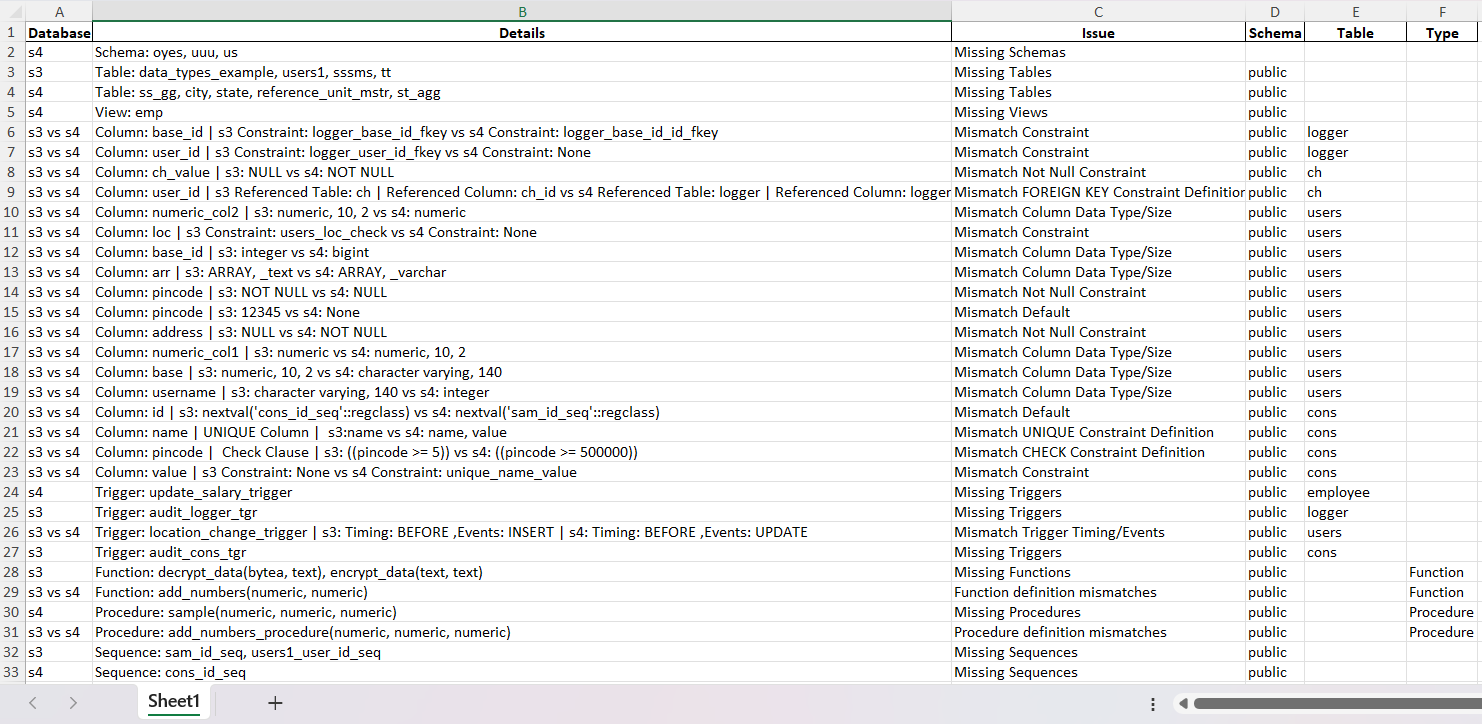 A B C D E F
1 Database Details Issue Schema Table Type
2 s4 Schema: oyes, uuu, us Missing Schemas
3 s3 Table: data_types_example, users1, sssms, tt Missing Tables public
4 s4 Table: ss_gg, city, state, reference_unit_mstr, st_agg Missing Tables public
5 s4 View: emp Missing Views public
6 s3 vs s4 Column: base_id | s3 Constraint: logger_base_id_fkey vs s4 Constraint: logger_base_id_id_fkey Mismatch Constraint public logger
7 s3 vs s4 Column: user_id | s3 Constraint: logger_user_id_fkey vs s4 Constraint: None Mismatch Constraint public logger
8 s3 vs s4 Column: ch_value | s3: NULL vs s4: NOT NULL Mismatch Not Null Constraint public ch
9 s3 vs s4 Column: user_id | s3 Referenced Table: ch | Referenced Column: ch_id vs s4 Referenced Table: logger | Referenced Column: logger Mismatch FOREIGN KEY Constraint Definition public ch
10 s3 vs s4 Column: numeric_col2 | s3: numeric, 10, 2 vs s4: numeric Mismatch Column Data Type/Size public users
11 s3 vs s4 Column: loc | s3 Constraint: users_loc_check vs s4 Constraint: None Mismatch Constraint public users
12 s3 vs s4 Column: base_id | s3: integer vs s4: bigint Mismatch Column Data Type/Size public users
13 s3 vs s4 Column: arr | s3: ARRAY, _text vs s4: ARRAY, _varchar Mismatch Column Data Type/Size public users
14 s3 vs s4 Column: pincode | s3: NOT NULL vs s4: NULL Mismatch Not Null Constraint public users
15 s3 vs s4 Column: pincode | s3: 12345 vs s4: None Mismatch Default public users
16 s3 vs s4 Column: address | s3: NULL vs s4: NOT NULL Mismatch Not Null Constraint public users
17 s3 vs s4 Column: numeric_col1 | s3: numeric vs s4: numeric, 10, 2 Mismatch Column Data Type/Size public users
18 s3 vs s4 Column: base | s3: numeric, 10, 2 vs s4: character varying, 140 Mismatch Column Data Type/Size public users
19 s3 vs s4 Column: username | s3: character varying, 140 vs s4: integer Mismatch Column Data Type/Size public users
20 s3 vs s4 Column: id | s3: nextval('cons_id_seq'::regclass) vs s4: nextval('sam_id_seq'::regclass) Mismatch Default public cons
21 s3 vs s4 Column: name | UNIQUE Column | s3:name vs s4: name, value Mismatch UNIQUE Constraint Definition public cons
22 s3 vs s4 Column: pincode | Check Clause | s3: ((pincode >= 5)) vs s4: ((pincode >= 500000)) Mismatch CHECK Constraint Definition public cons
23 s3 vs s4 Column: value | s3 Constraint: None vs s4 Constraint: unique_name_value Mismatch Constraint public cons
24 s4 Trigger: update_salary_trigger Missing Triggers public employee
25 s3 Trigger: audit_logger_tgr Missing Triggers public logger
26 s3 vs s4 Trigger: location_change_trigger | s3: Timing: BEFORE ,Events: INSERT | s4: Timing: BEFORE ,Events: UPDATE Mismatch Trigger Timing/Events public users
27 s3 Trigger: audit_cons_tgr Missing Triggers public cons
28 s3 Function: decrypt_data(bytea, text), encrypt_data(text, text) Missing Functions public Function
29 s3 vs s4 Function: add_numbers(numeric, numeric) Function definition mismatches public Function
30 s4 Procedure: sample(numeric, numeric, numeric) Missing Procedures public Procedure
31 s3 vs s4 Procedure: add_numbers_procedure(numeric, numeric, numeric) Procedure definition mismatches public Procedure
32 s3 Sequence: sam_id_seq, users1_user_id_seq Missing Sequences public
33 s4 Sequence: cons_id_seq Missing Sequences public
Sheet1